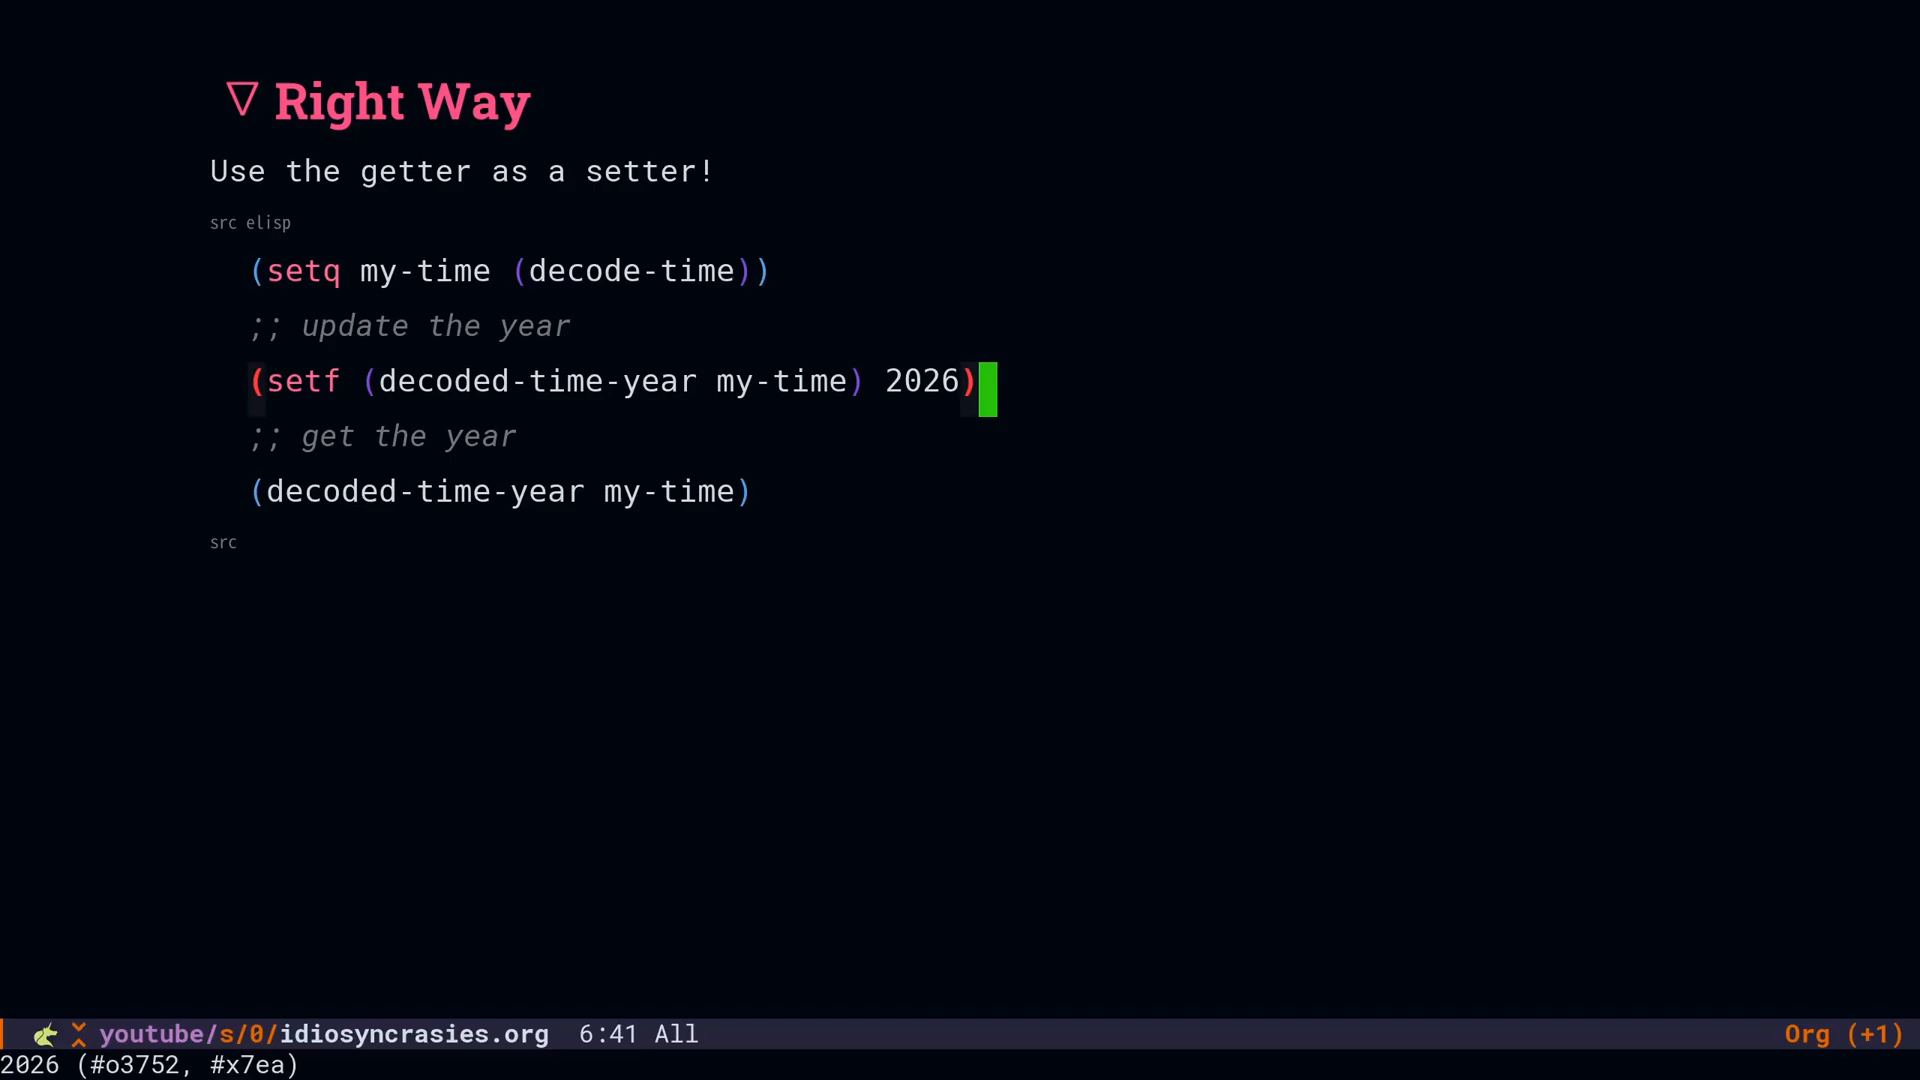 ▽ Right Way
Use the getter as a setter!
src elisp
(setq my-time (decode-time))
;; update the year
(setf (decoded-time-year my-time) 2026)
;; get the year
(decoded-time-year my-time)
src
youtube/s/0/idiosyncrasies.org 6:41 All Org (+1)
2026 (#o3752, #x7ea)